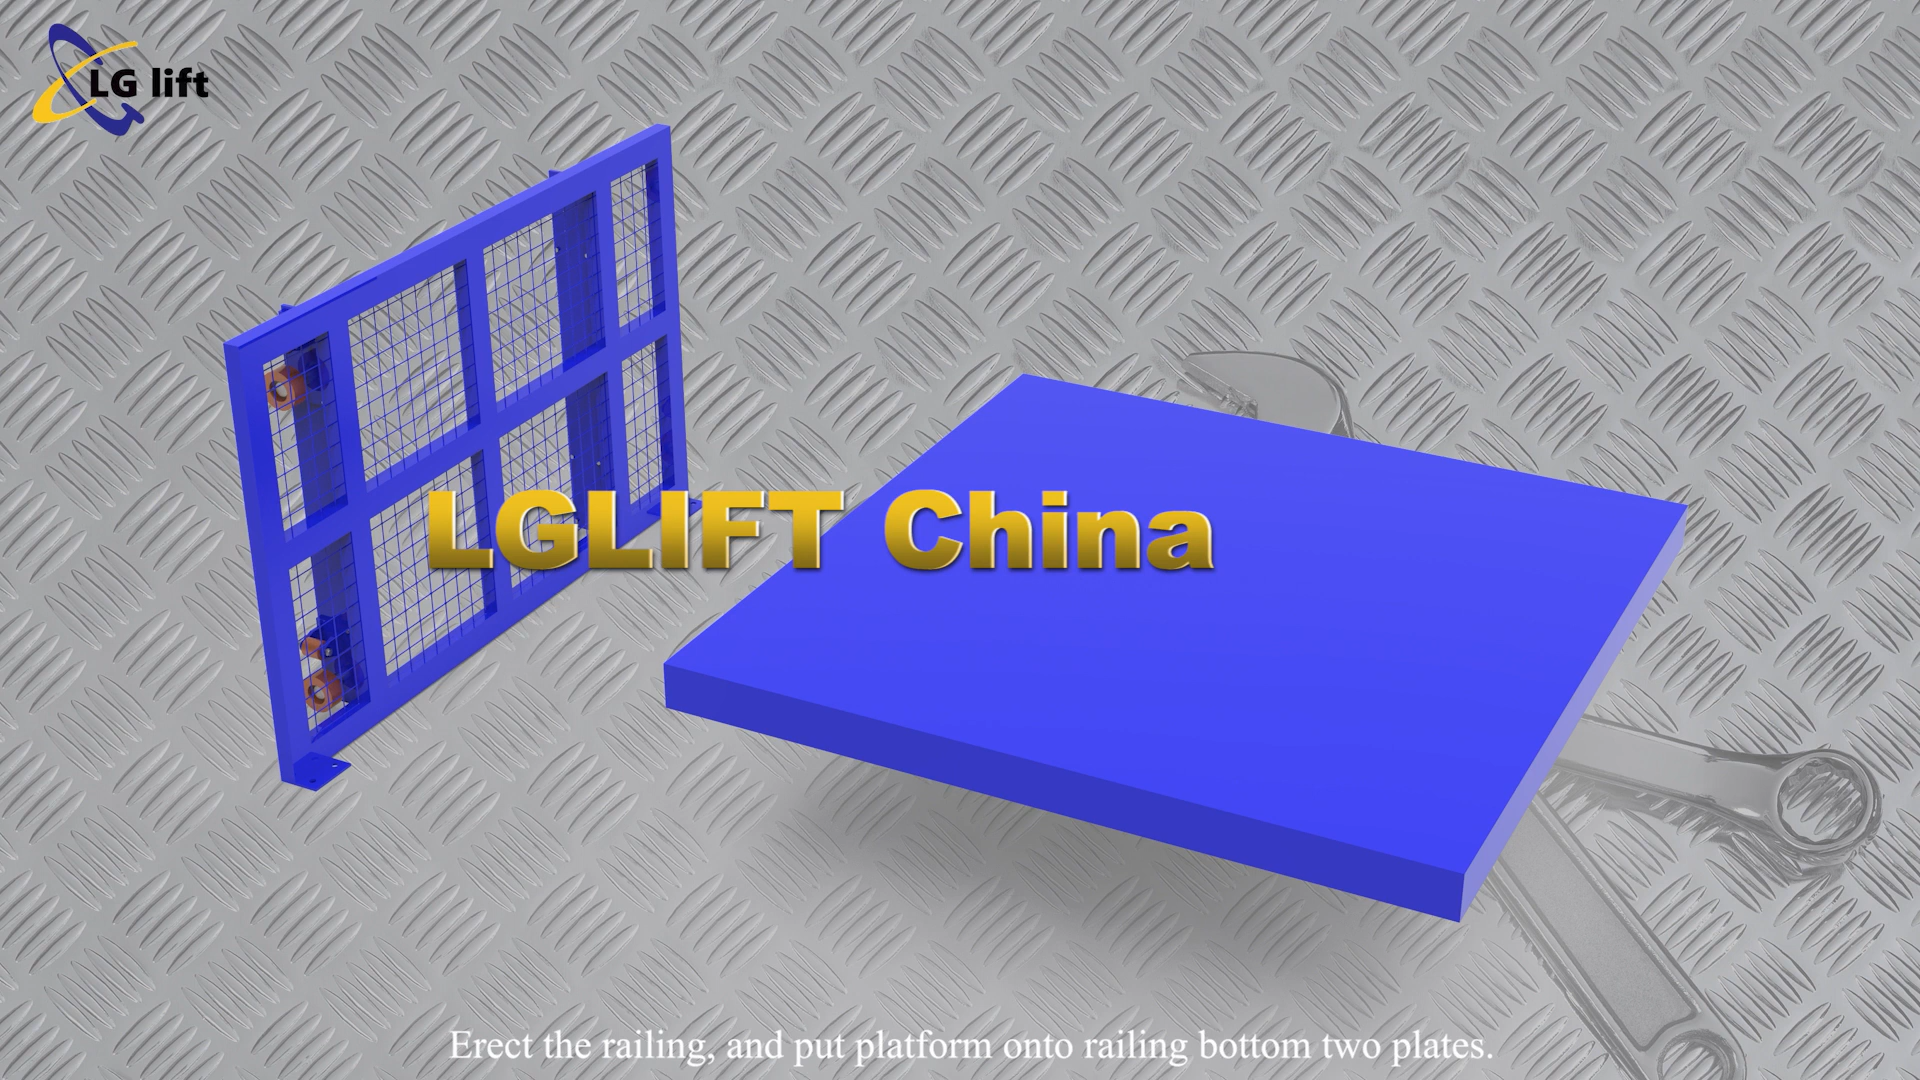 LG lift
LGLIFT China
Erect the railing, and put platform onto railing bottom two plates.